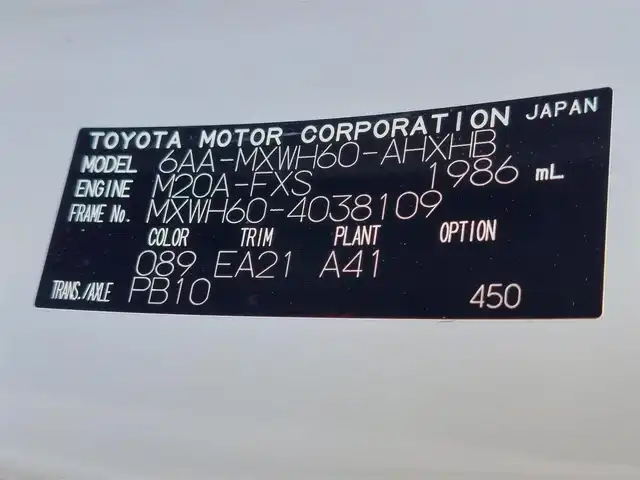 TOYOTA MOTOR CORPORATION JAPAN
MODEL 6AA-MXWH60-AHXHB
ENGINE M20A-FXS 1986 mL
FRAME No. MXWH60-4038109
COLOR TRIM PLANT OPTION
089 EA21 A41
TRANS./AXLE PB10 450